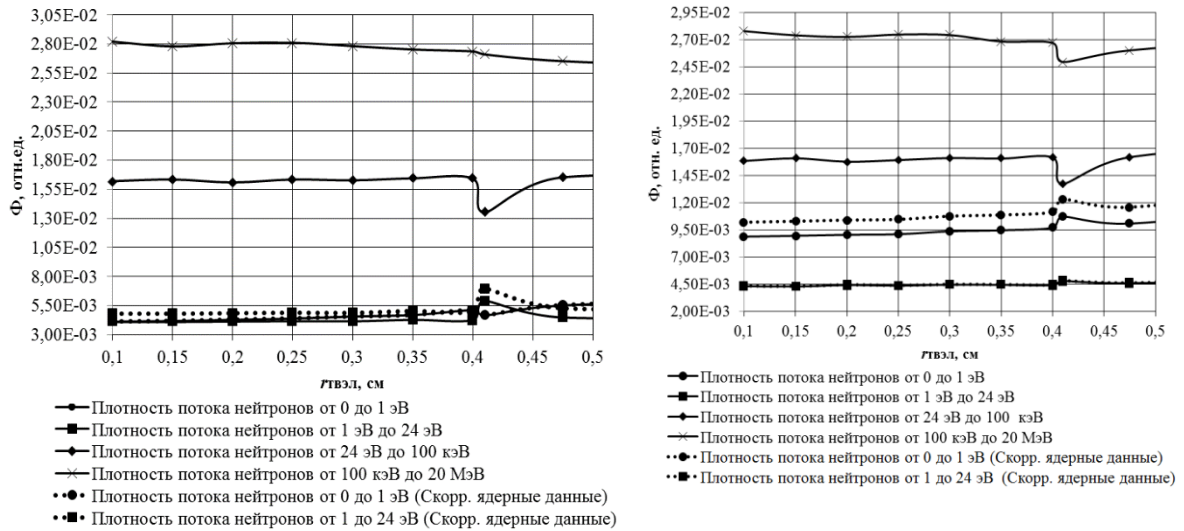 3,05E-02
2,80E-02
2,55E-02
2,30E-02
2,05E-02
1,80E-02
1,55E-02
1,30E-02
1,05E-02
8,00E-03
5,50E-03
3,00E-03
Ф, отн.ед.
0,1 0,15 0,2 0,25 0,3 0,35 0,4 0,45 0,5
rтвэл, см
Плотность потока нейтронов от 0 до 1 эВ
Плотность потока нейтронов от 1 эВ до 24 эВ
Плотность потока нейтронов от 24 эВ до 100 кэВ
Плотность потока нейтронов от 100 кэВ до 20 МэВ
Плотность потока нейтронов от 0 до 1 эВ (Скорр. ядерные данные)
Плотность потока нейтронов от 1 до 24 эВ (Скорр. ядерные данные)
2,95E-02
2,70E-02
2,45E-02
2,20E-02
1,95E-02
1,70E-02
1,45E-02
1,20E-02
9,50E-03
7,00E-03
4,50E-03
2,00E-03
Ф, отн. ед.
0,1 0,15 0,2 0,25 0,3 0,35 0,4 0,45 0,5
rтвэл, см
Плотность потока нейтронов от 0 до 1 эВ
Плотность потока нейтронов от 1 эВ до 24 эВ
Плотность потока нейтронов от 24 эВ до 100 кэВ
Плотность потока нейтронов от 100 кэВ до 20 МэВ
Плотность потока нейтронов от 0 до 1 эВ (Скорр. ядерные данные)
Плотность потока нейтронов от 1 до 24 эВ (Скорр. ядерные данные)